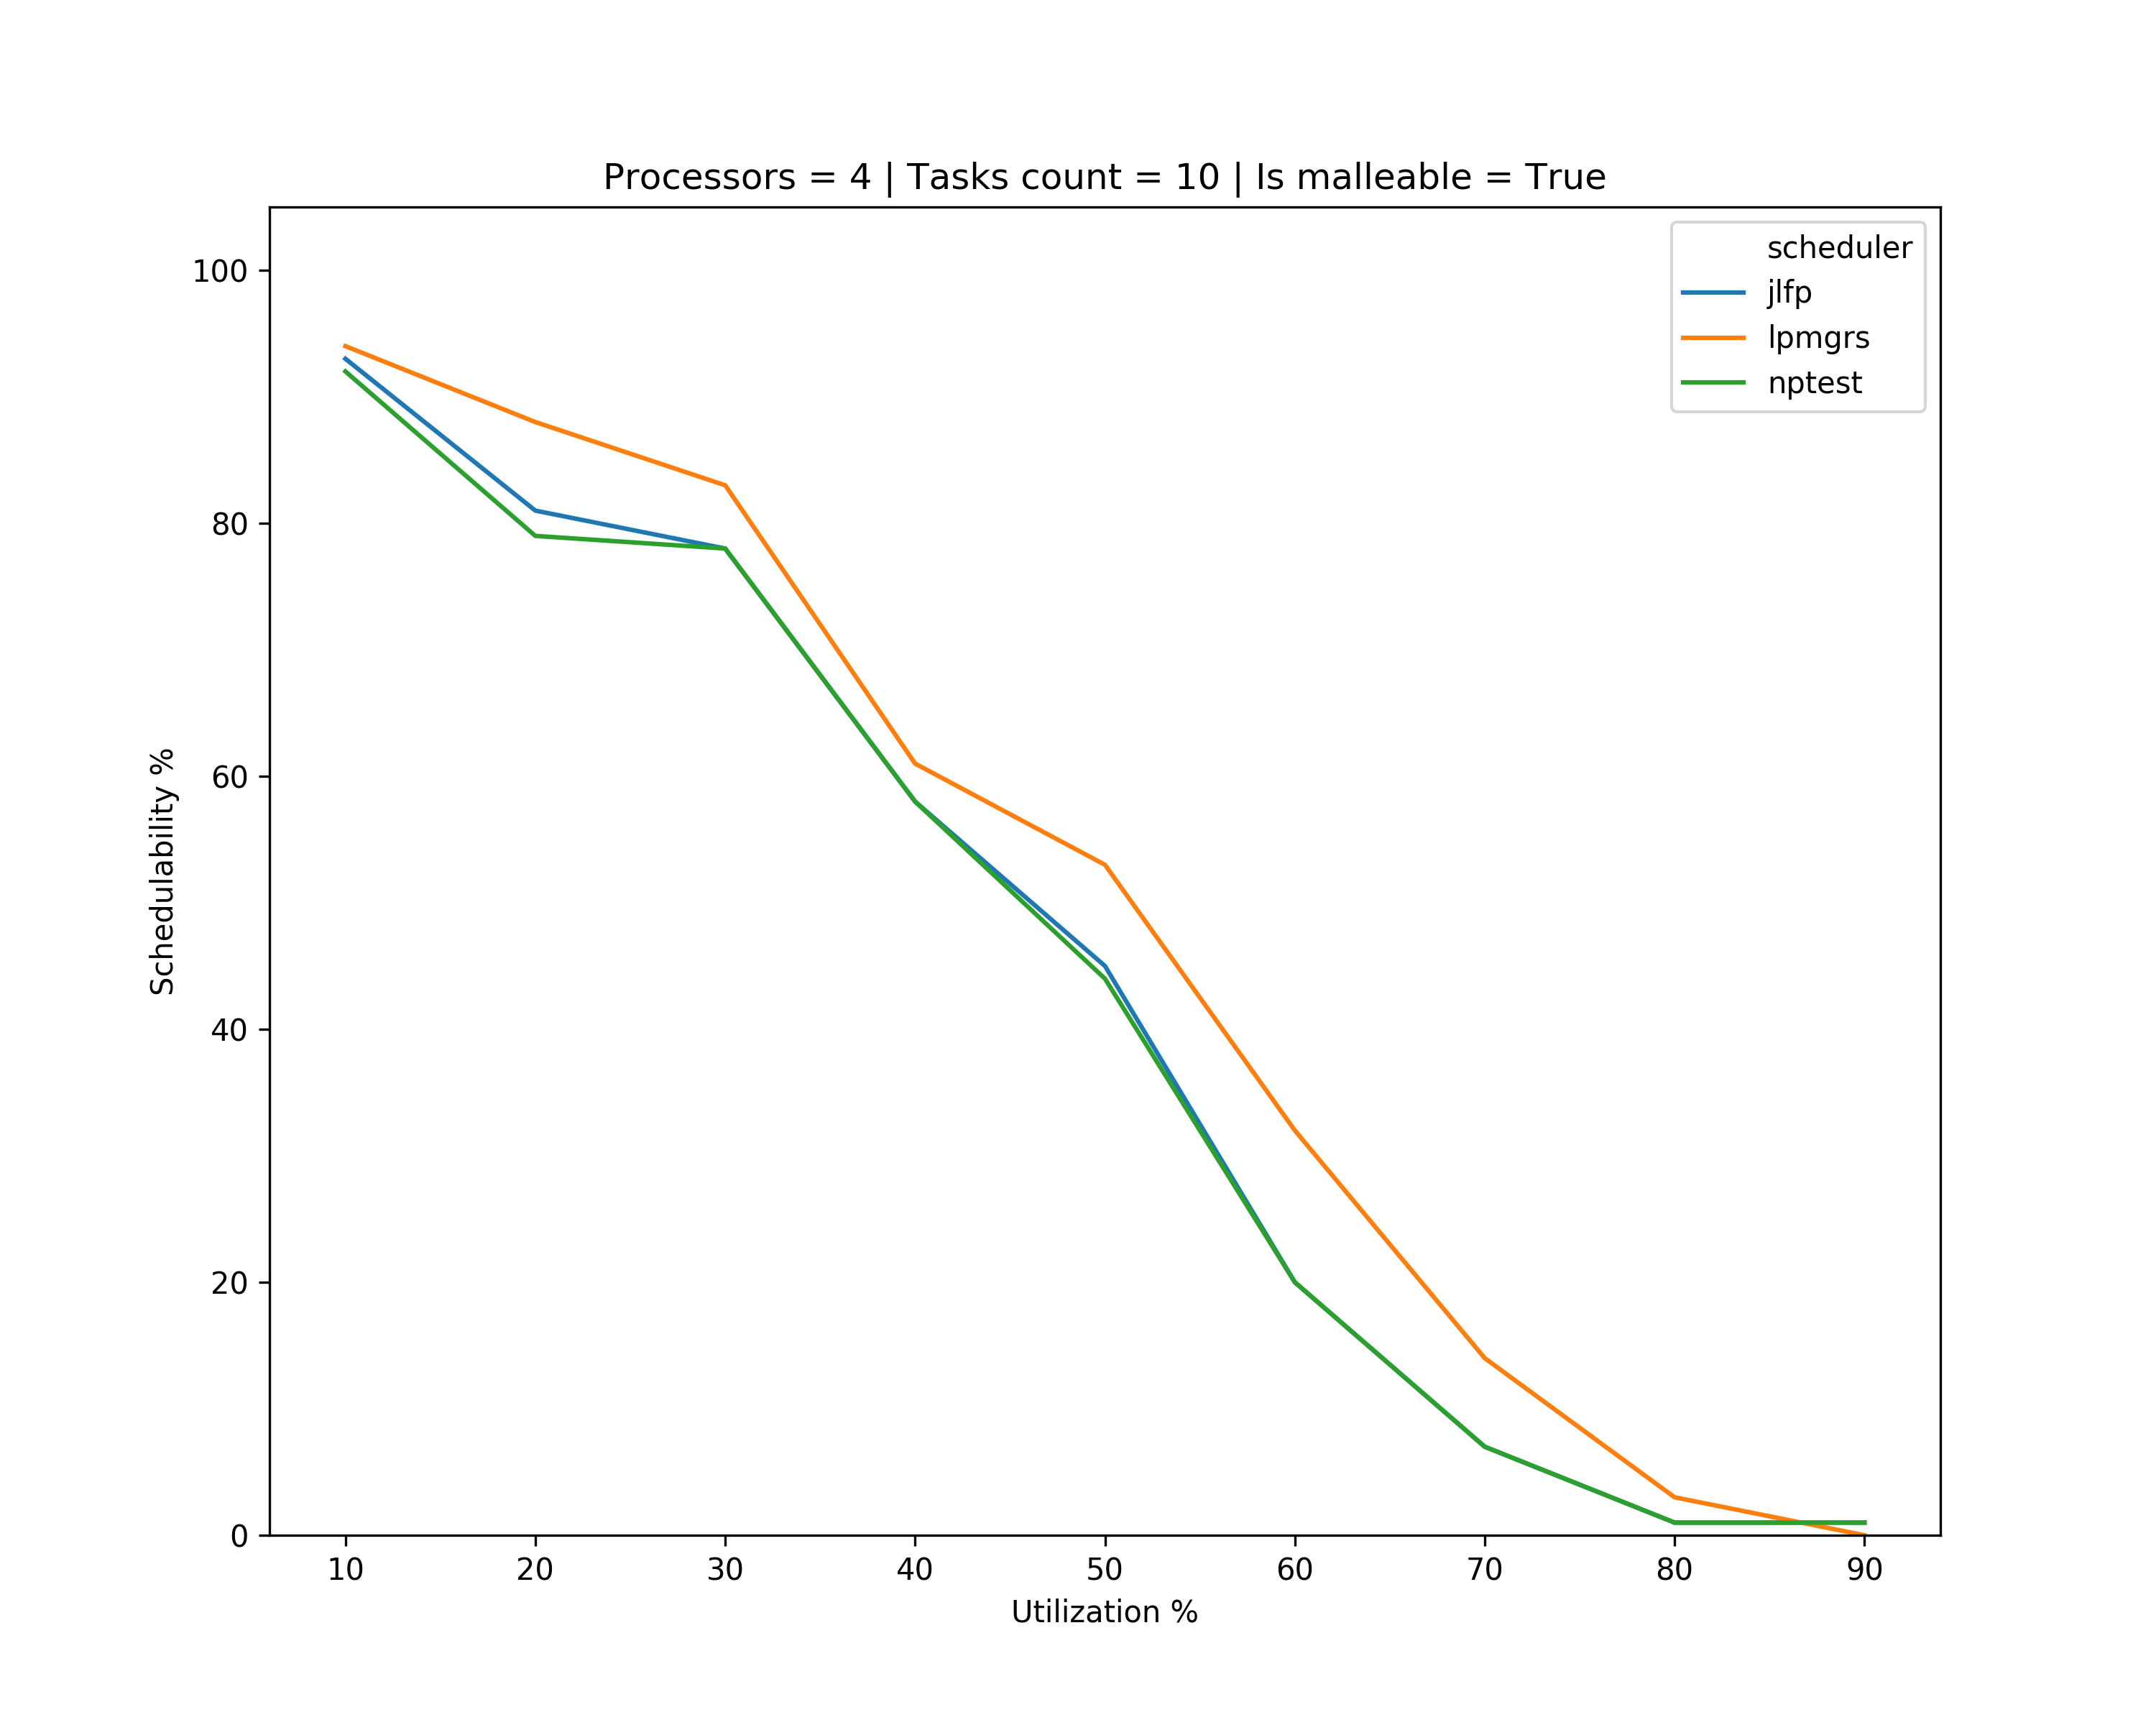 Processors = 4 | Tasks count = 10 | Is malleable = True
scheduler
jlfp
lpmgrs
nptest
Schedulability %
100
80
60
40
20
0
10 20 30 40 50 60 70 80 90
Utilization %